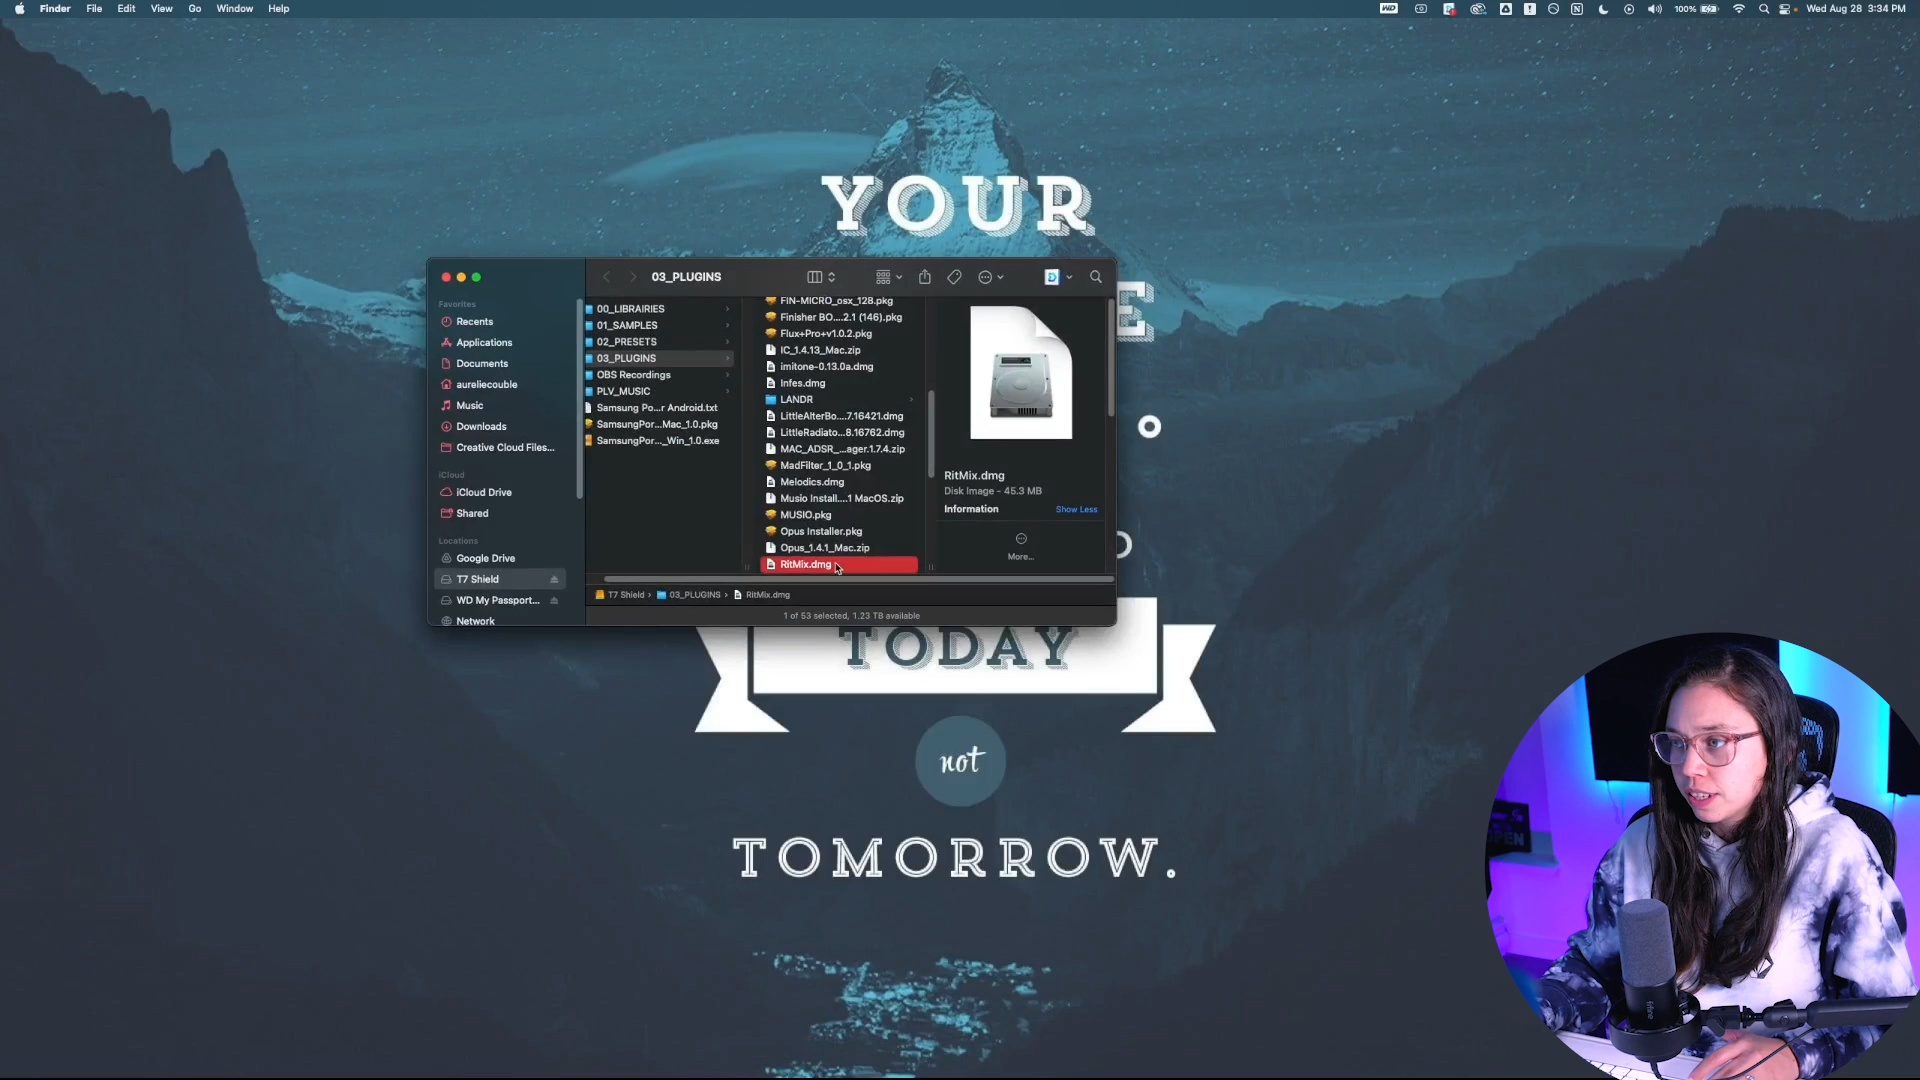 Finder File Edit View Go Window Help
WD
100%
Wed Aug 28 3:34 PM
YOUR
E
03_PLUGINS
Favorites
Recents
Applications
Documents
aureliecouble
Music
Downloads
Creative Cloud Files...
iCloud
iCloud Drive
Shared
Locations
Google Drive
T7 Shield
WD My Passport...
Network
00_LIBRAIRIES
01_SAMPLES
02_PRESETS
03_PLUGINS
OBS Recordings
PLV_MUSIC
Samsung Po...r Android.txt
SamsungPor...Mac_1.0.pkg
SamsungPor..._Win_1.0.exe
FIN-MICRO_osx_128.pkg
Finisher BO....2.1 (146).pkg
Flux+Pro+v1.0.2.pkg
IC_1.4.13_Mac.zip
imitone-0.13.0a.dmg
Infes.dmg
LANDR
LittleAlterBo....7.16421.dmg
LittleRadiato...8.16762.dmg
MAC_ADSR_...ager.1.7.4.zip
MadFilter_1_0_1.pkg
Melodics.dmg
Musio Install....1 MacOS.zip
MUSIO.pkg
Opus Installer.pkg
Opus_1.4.1_Mac.zip
RitMix.dmg
RitMix.dmg
Disk Image - 45.3 MB
Information Show Less
More...
T7 Shield › 03_PLUGINS › RitMix.dmg
1 of 53 selected, 1.23 TB available
TODAY
not
TOMORROW.
OPEN